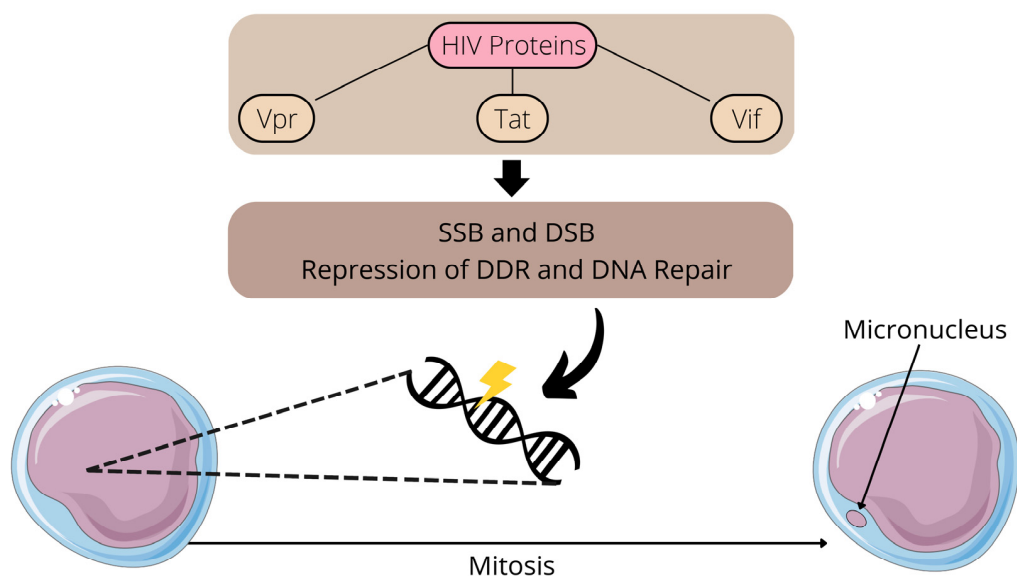 HIV Proteins
Vpr
Tat
Vif
SSB and DSB
Repression of DDR and DNA Repair
Micronucleus
Mitosis